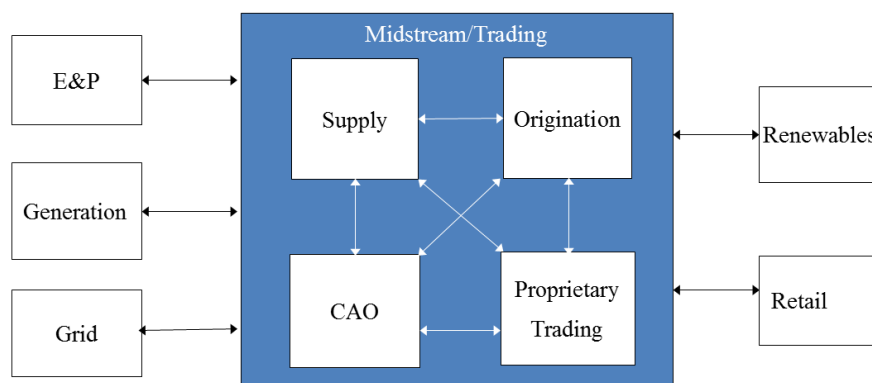 Midstream/Trading
E&P
Supply
Origination
Renewables
Generation
CAO
Proprietary
Trading
Retail
Grid